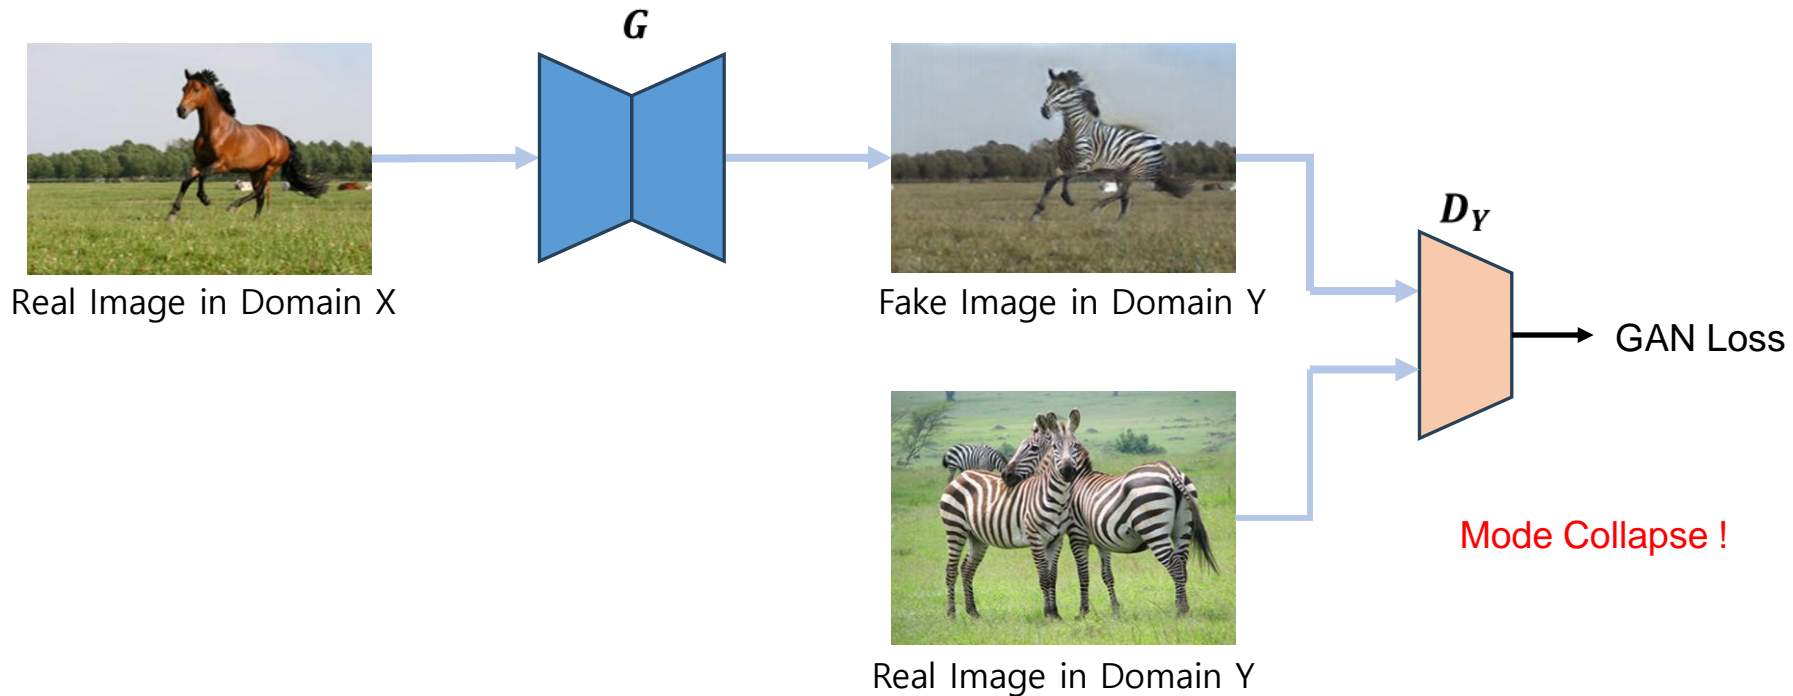 G
Real Image in Domain X
Fake Image in Domain Y
D_Y
GAN Loss
Mode Collapse !
Real Image in Domain Y